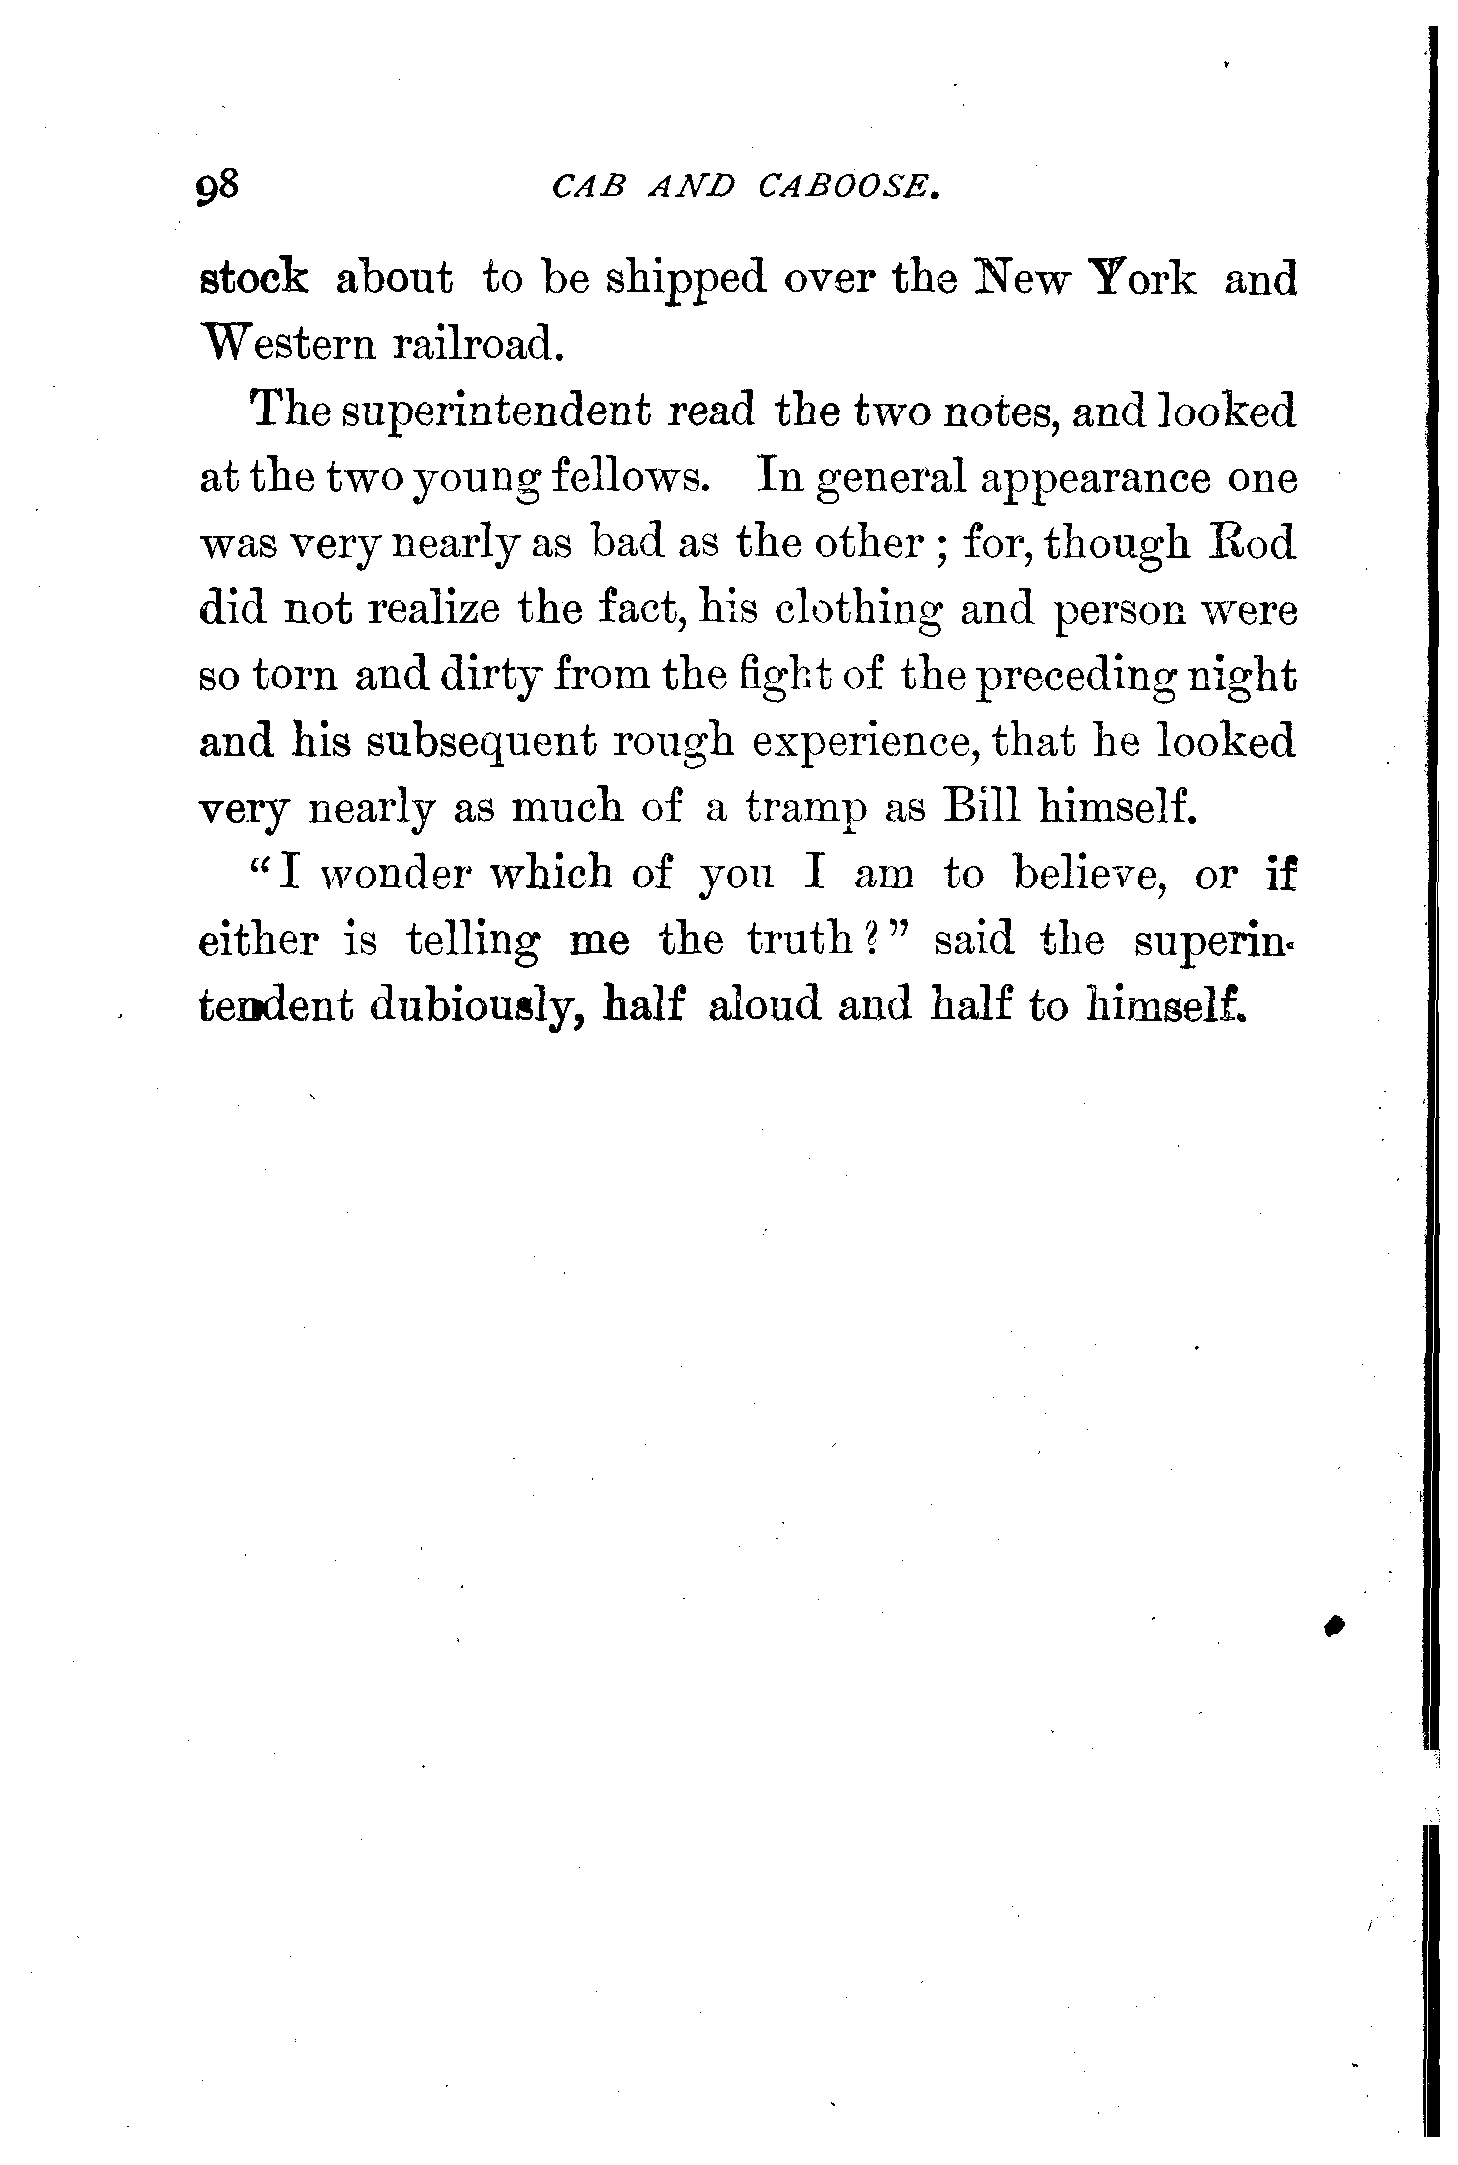 98 CAB AND CABOOSE.
stock about to be shipped over the New York and
Western railroad.
The superintendent read the two notes, and looked
at the two young fellows. In general appearance one
was very nearly as bad as the other ; for, though Rod
did not realize the fact, his clothing and person were
so torn and dirty from the fight of the preceding night
and his subsequent rough experience, that he looked
very nearly as much of a tramp as Bill himself.
“ I wonder which of you I am to believe, or if
either is telling me the truth ? ” said the superin-
tendent dubiously, half aloud and half to himself.